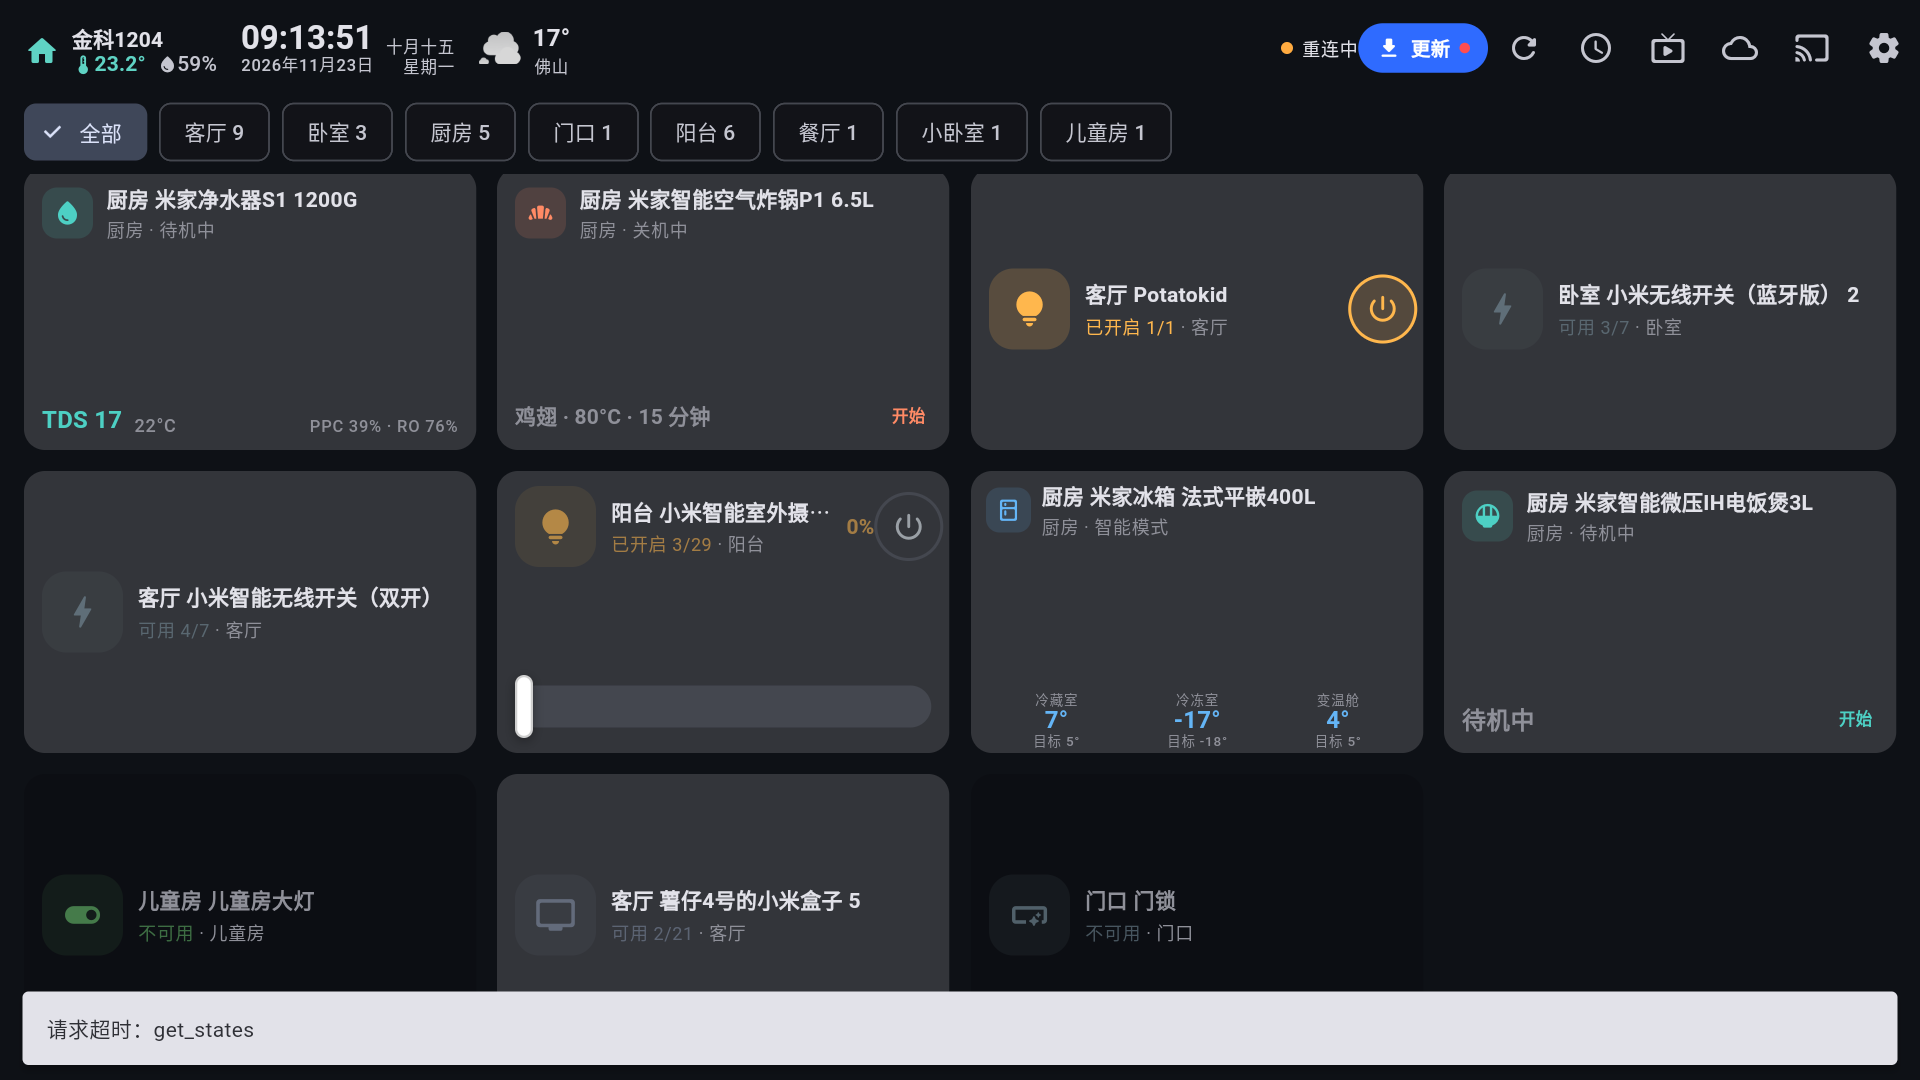 金科1204
23.2° 59%
09:13:51
2026年11月23日
十月十五
星期一
17°
佛山
重连中
更新
全部
客厅 9
卧室 3
厨房 5
门口 1
阳台 6
餐厅 1
小卧室 1
儿童房 1
厨房 米家净水器S1 1200G
厨房 · 待机中
TDS 17 22°C PPC 39% · RO 76%
厨房 米家智能空气炸锅P1 6.5L
厨房 · 关机中
鸡翅 · 80°C · 15 分钟 开始
客厅 Potatokid
已开启 1/1 · 客厅
卧室 小米无线开关（蓝牙版） 2
可用 3/7 · 卧室
客厅 小米智能无线开关（双开）
可用 4/7 · 客厅
阳台 小米智能室外摄…
已开启 3/29 · 阳台
0%
厨房 米家冰箱 法式平嵌400L
厨房 · 智能模式
冷藏室 冷冻室 变温舱
7° -17° 4°
目标 5° 目标 -18° 目标 5°
厨房 米家智能微压IH电饭煲3L
厨房 · 待机中
待机中 开始
儿童房 儿童房大灯
不可用 · 儿童房
客厅 薯仔4号的小米盒子 5
可用 2/21 · 客厅
门口 门锁
不可用 · 门口
请求超时：get_states